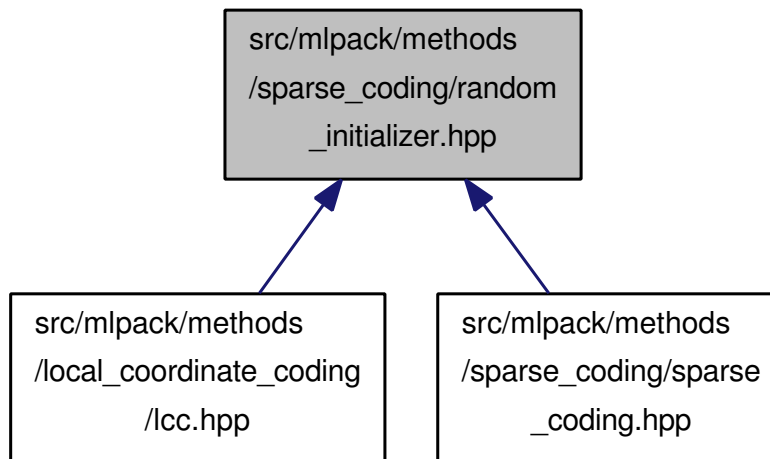 src/mlpack/methods
/sparse_coding/random
_initializer.hpp
src/mlpack/methods
/local_coordinate_coding
/lcc.hpp
src/mlpack/methods
/sparse_coding/sparse
_coding.hpp